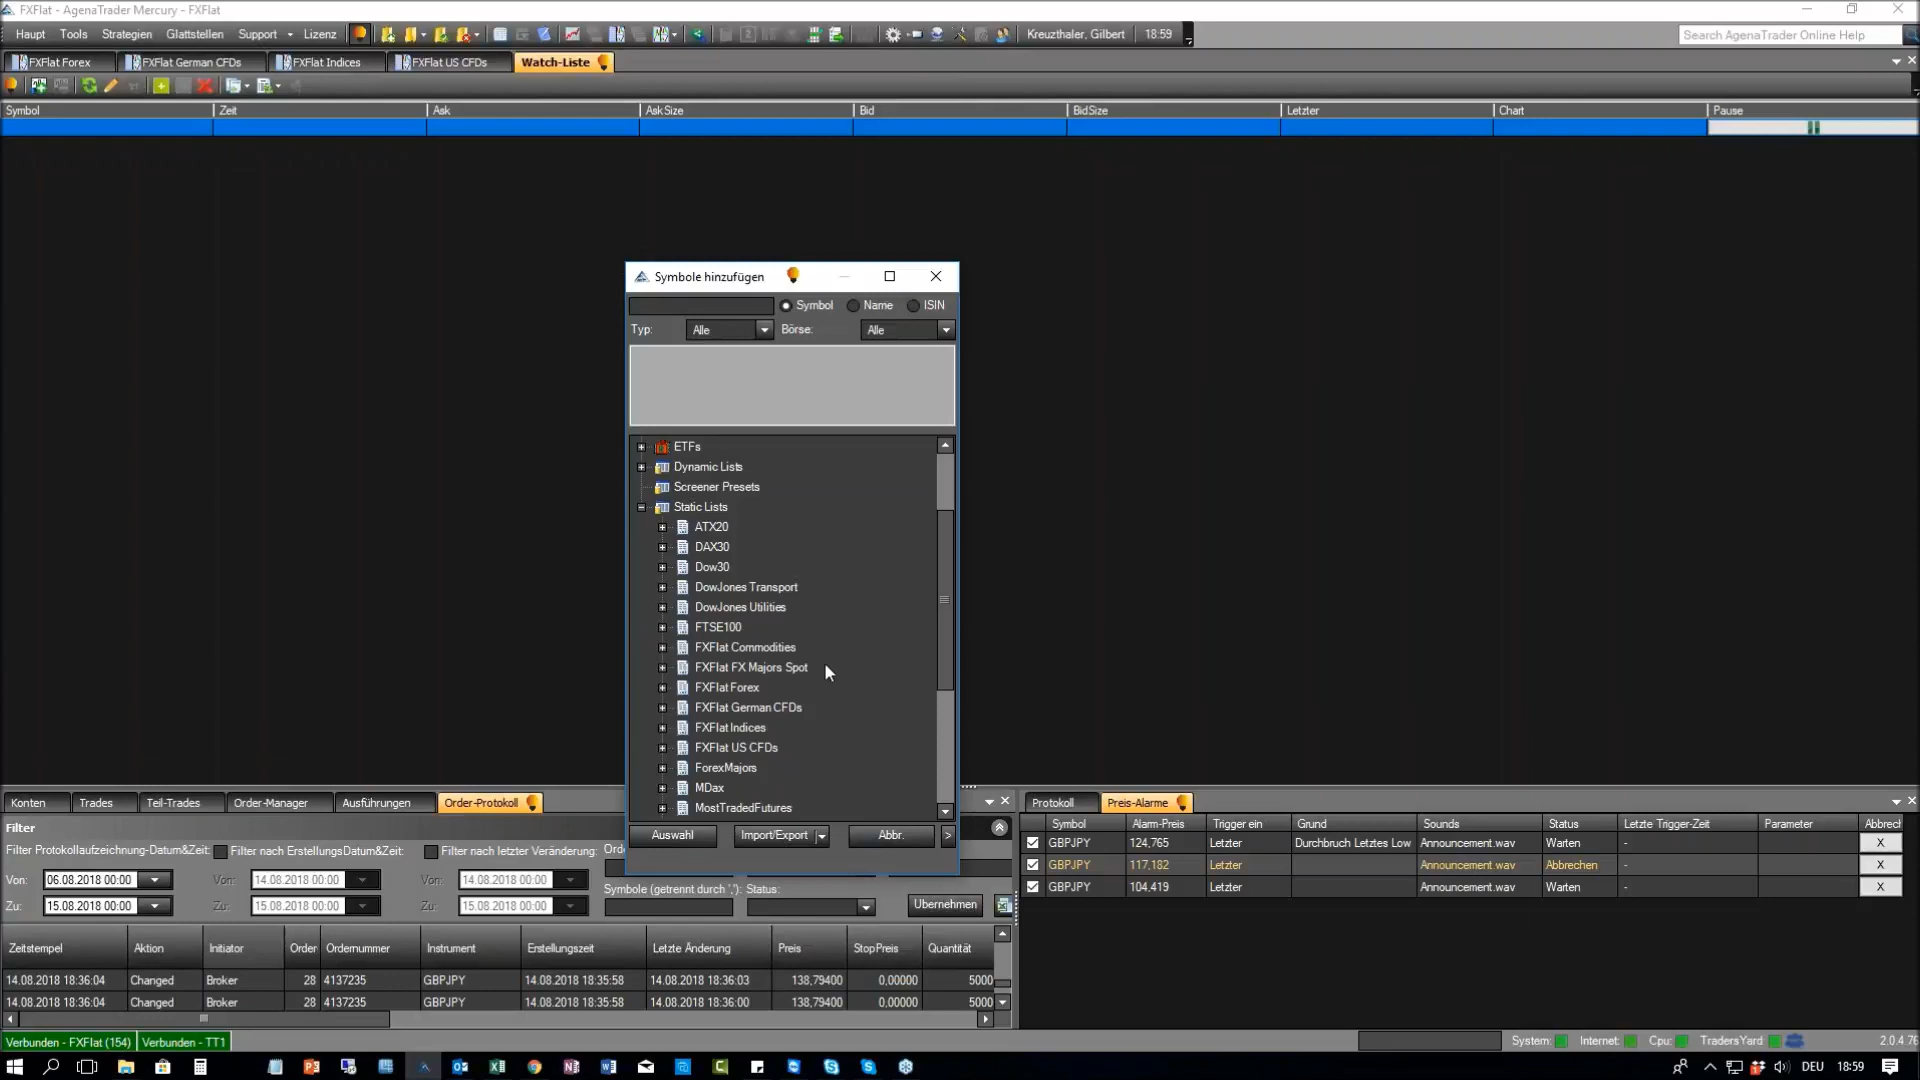 FXFlat - AgenaTrader Mercury - FXFlat
Haupt Tools Strategien Glattstellen Support Lizenz Kreuzthaler, Gilbert 18:59 Search AgenaTrader Online Help
FXFlat Forex FXFlat German CFDs FXFlat Indices FXFlat US CFDs Watch-Liste
Symbol Zeit Ask AskSize Bid BidSize Letzter Chart Pause
Symbole hinzufügen
Symbol Name ISIN
Typ: Alle Börse: Alle
ETFs
Dynamic Lists
Screener Presets
Static Lists
ATX20
DAX30
Dow30
DowJones Transport
DowJones Utilities
FTSE100
FXFlat Commodities
FXFlat FX Majors Spot
FXFlat Forex
FXFlat German CFDs
FXFlat Indices
FXFlat US CFDs
ForexMajors
MDax
MostTradedFutures
Auswahl Import/Export Abbr. >
Konten Trades Teil-Trades Order-Manager Ausführungen Order-Protokoll
Filter
Filter Protokollaufzeichnung-Datum&Zeit: Filter nach ErstellungsDatum&Zeit: Filter nach letzter Veränderung:
Von: 06.08.2018 00:00 Von: 14.08.2018 00:00 Von: 14.08.2018 00:00 Symbole (getrennt durch ','): Status:
Zu: 15.08.2018 00:00 Zu: 15.08.2018 00:00 Zu: 15.08.2018 00:00 Übernehmen
Zeitstempel Aktion Initiator Order Ordernummer Instrument Erstellungszeit Letzte Änderung Preis StopPreis Quantität
14.08.2018 18:36:04 Changed Broker 28 4137235 GBPJPY 14.08.2018 18:35:58 14.08.2018 18:36:03 138,79400 0,00000 5000
14.08.2018 18:36:04 Changed Broker 28 4137235 GBPJPY 14.08.2018 18:35:58 14.08.2018 18:36:00 138,79400 0,00000 5000
Protokoll Preis-Alarme
Symbol Alarm-Preis Trigger ein Grund Sounds Status Letzte Trigger-Zeit Parameter Abbrecl
GBPJPY 124,765 Letzter Durchbruch Letztes Low Announcement.wav Warten - X
GBPJPY 117,182 Letzter Announcement.wav Abbrechen - X
GBPJPY 104,419 Letzter Announcement.wav Warten - X
Verbunden - FXFlat (154) Verbunden - TT1 System: Internet: Cpu: TradersYard: 2.0.4.76
DEU 18:59